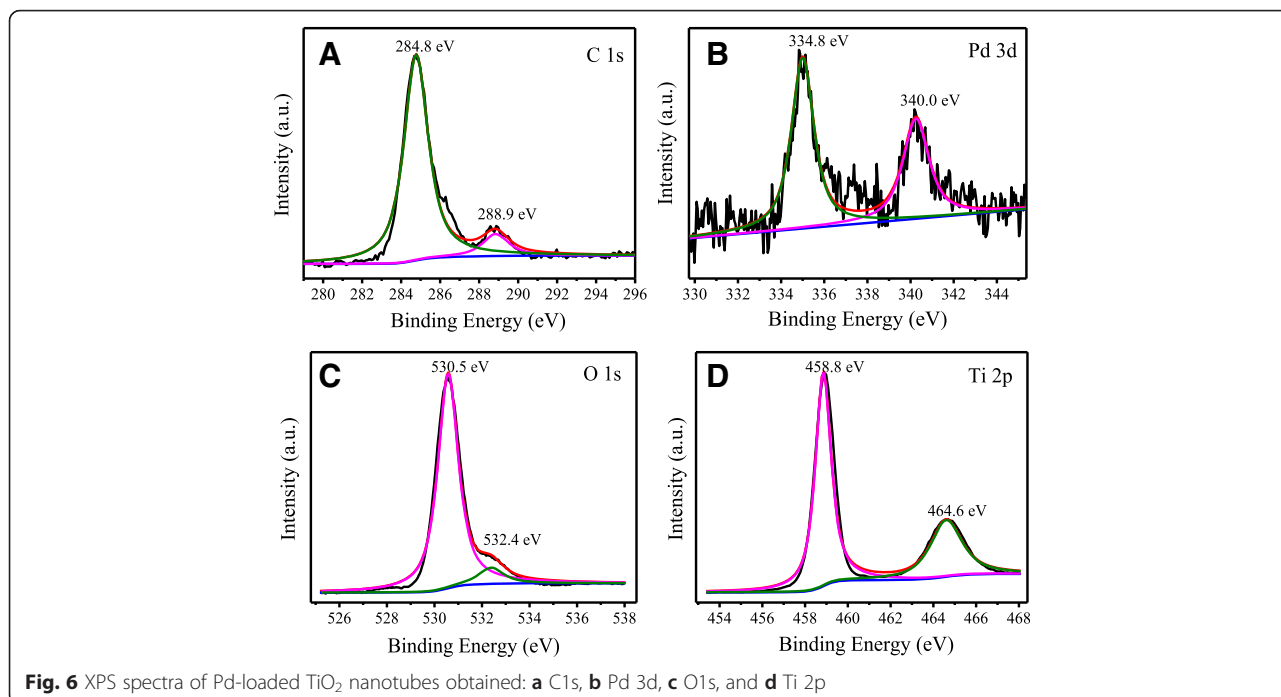 A
284.8 eV
C 1s
288.9 eV
Intensity (a.u.)
280 282 284 286 288 290 292 294 296
Binding Energy (eV)
B
334.8 eV
Pd 3d
340.0 eV
Intensity (a.u.)
330 332 334 336 338 340 342 344
Binding Energy (eV)
C
530.5 eV
O 1s
532.4 eV
Intensity (a.u.)
526 528 530 532 534 536 538
Binding Energy (eV)
D
458.8 eV
Ti 2p
464.6 eV
Intensity (a.u.)
454 456 458 460 462 464 466 468
Binding Energy (eV)
Fig. 6 XPS spectra of Pd-loaded TiO₂ nanotubes obtained: a C1s, b Pd 3d, c O1s, and d Ti 2p